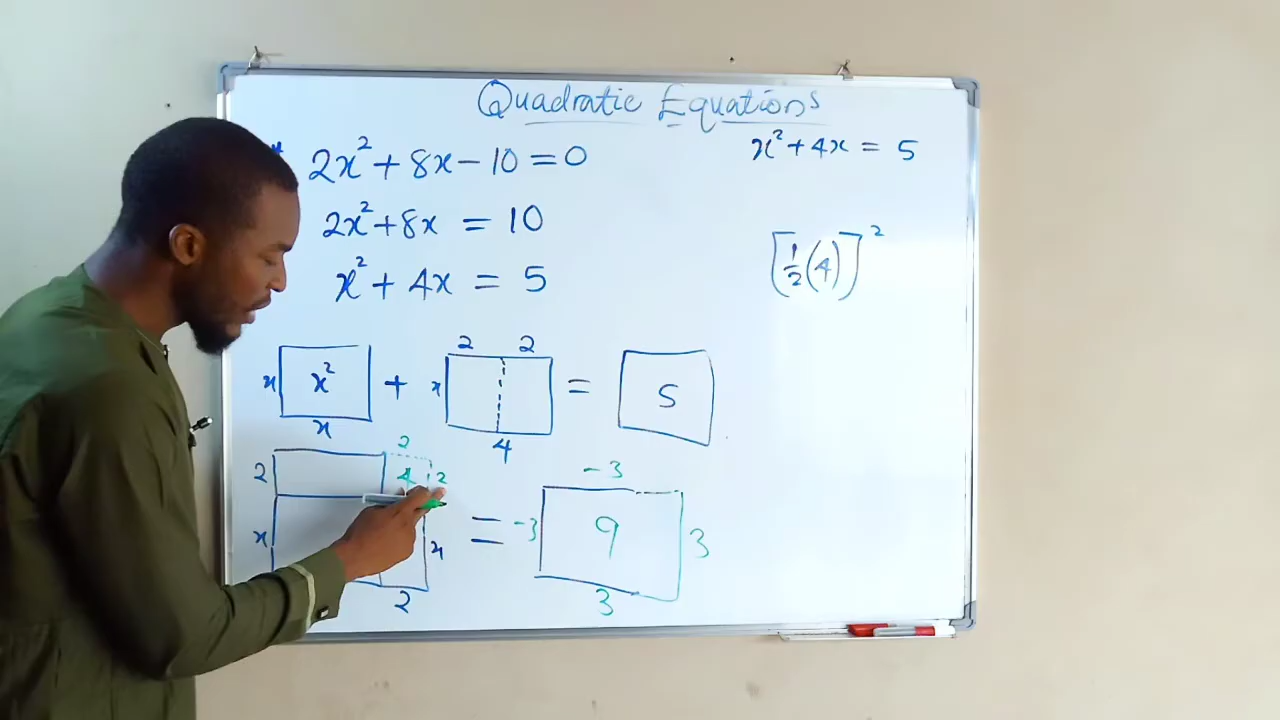 Quadratic Equations
2x² + 8x − 10 = 0
x² + 4x = 5
2x² + 8x = 10
[½(4)]²
x² + 4x = 5
2 2
x x² + x = 5
x 4
2
2 4 2
−3
x x = −3 9 3
2 3